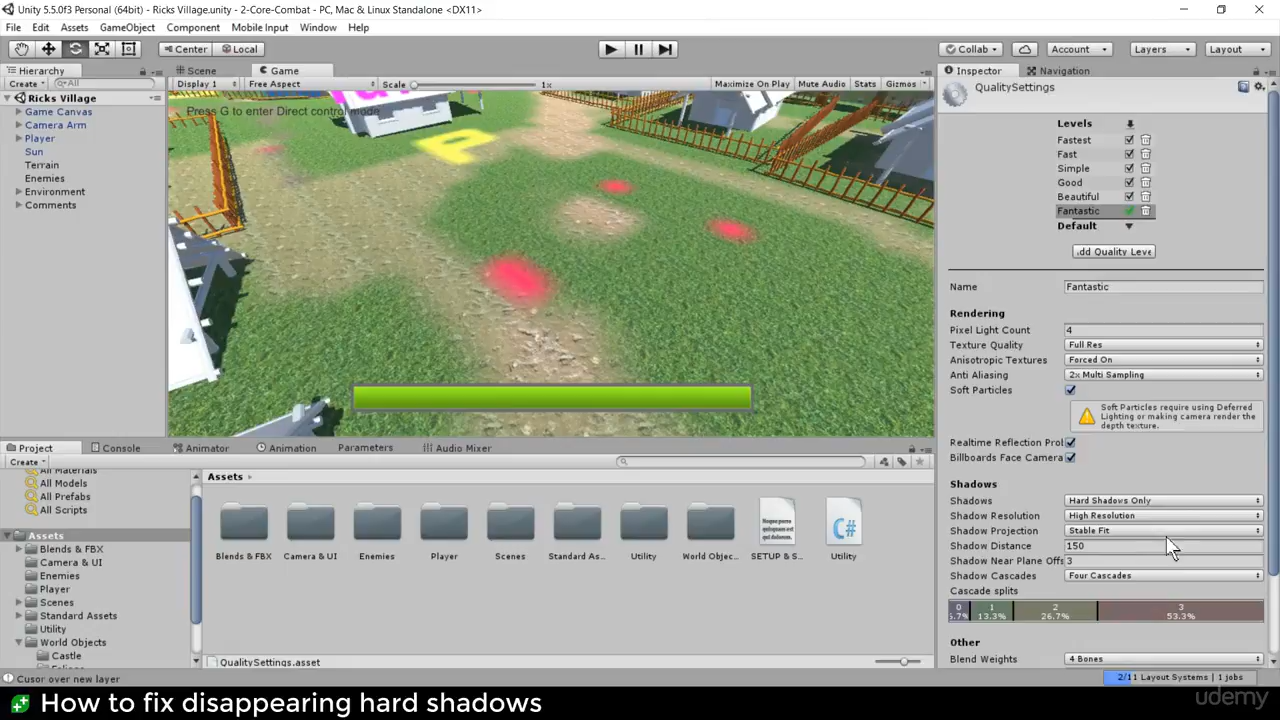 Unity 5.5.0f3 Personal (64bit) - Ricks Village.unity - 2-Core-Combat - PC, Mac & Linux Standalone <DX11>
File Edit Assets GameObject Component Mobile Input Window Help
Center Local Collab Account Layers Layout
Hierarchy Scene Game Inspector Navigation
Create All Display 1 Free Aspect Scale 1x Maximize On Play Mute Audio Stats Gizmos
QualitySettings
Ricks Village
Game Canvas
Camera Arm
Player
Sun
Terrain
Enemies
Environment
Comments
Press G to enter Direct control mode
P
Levels
Fastest
Fast
Simple
Good
Beautiful
Fantastic
Default
dd Quality Leve
Name Fantastic
Rendering
Pixel Light Count 4
Texture Quality Full Res
Anisotropic Textures Forced On
Anti Aliasing 2x Multi Sampling
Soft Particles
Soft Particles require using Deferred
Lighting or making camera render the
depth texture.
Realtime Reflection Prol
Billboards Face Camera
Shadows
Shadows Hard Shadows Only
Shadow Resolution High Resolution
Shadow Projection Stable Fit
Shadow Distance 150
Shadow Near Plane Offs 3
Shadow Cascades Four Cascades
Cascade splits
0 1 2 3
.7% 13.3% 26.7% 53.3%
Other
Blend Weights 4 Bones
Project Console Animator Animation Parameters Audio Mixer
Create
All Materials
All Models
All Prefabs
All Scripts
Assets
Blends & FBX
Camera & UI
Enemies
Player
Scenes
Standard Assets
Utility
World Objects
Castle
Assets
Blends & FBX Camera & UI Enemies Player Scenes Standard As... Utility World Objec... SETUP & S... Utility
QualitySettings.asset
Cusor over new layer
2/11 Layout Systems | 1 jobs
How to fix disappearing hard shadows
udemy